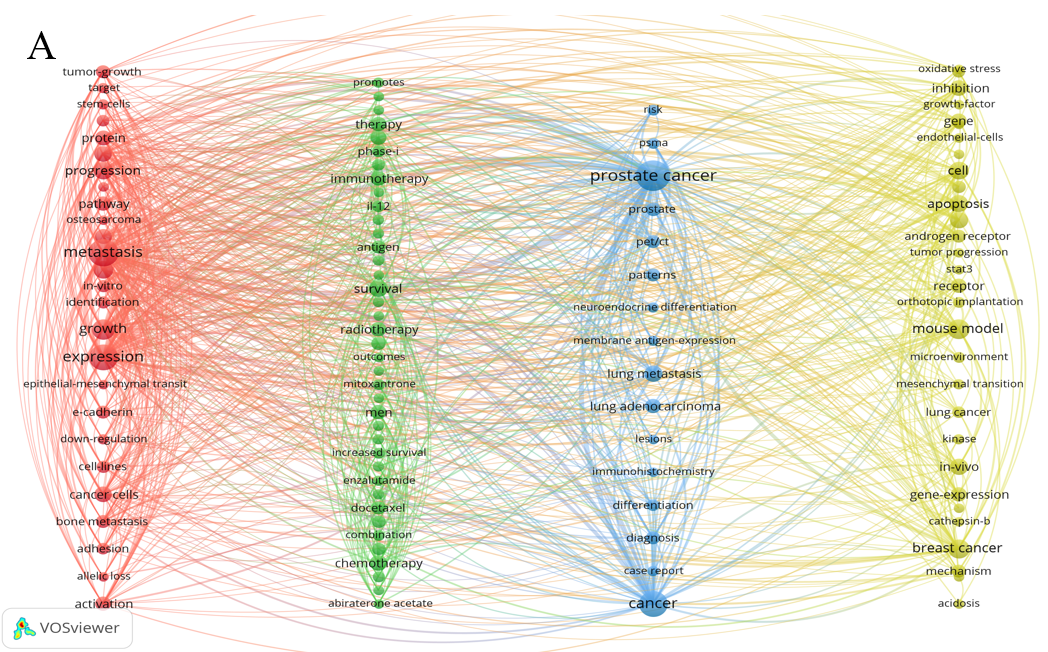 A
tumor-growth
target
stem-cells
protein
progression
pathway
osteosarcoma
metastasis
in-vitro
identification
growth
expression
epithelial-mesenchymal transit
e-cadherin
down-regulation
cell-lines
cancer cells
bone metastasis
adhesion
allelic loss
activation
promotes
therapy
phase-i
immunotherapy
il-12
antigen
survival
radiotherapy
outcomes
mitoxantrone
men
increased survival
enzalutamide
docetaxel
combination
chemotherapy
abiraterone acetate
risk
psma
prostate cancer
prostate
pet/ct
patterns
neuroendocrine differentiation
membrane antigen-expression
lung metastasis
lung adenocarcinoma
lesions
immunohistochemistry
differentiation
diagnosis
case report
cancer
oxidative stress
inhibition
growth-factor
gene
endothelial-cells
cell
apoptosis
androgen receptor
tumor progression
stat3
receptor
orthotopic implantation
mouse model
microenvironment
mesenchymal transition
lung cancer
kinase
in-vivo
gene-expression
cathepsin-b
breast cancer
mechanism
acidosis
VOSviewer